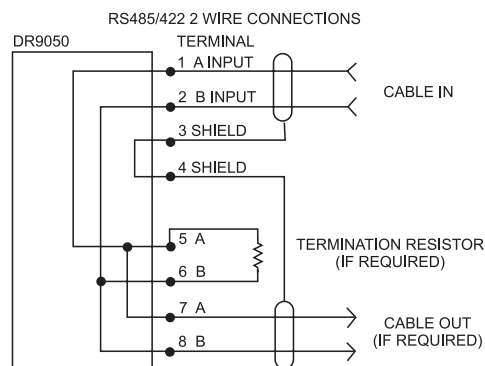 RS485/422 2 WIRE CONNECTIONS
DR9050
TERMINAL
1 A INPUT
2 B INPUT
CABLE IN
3 SHIELD
4 SHIELD
5 A
TERMINATION RESISTOR
(IF REQUIRED)
6 B
7 A
CABLE OUT
(IF REQUIRED)
8 B